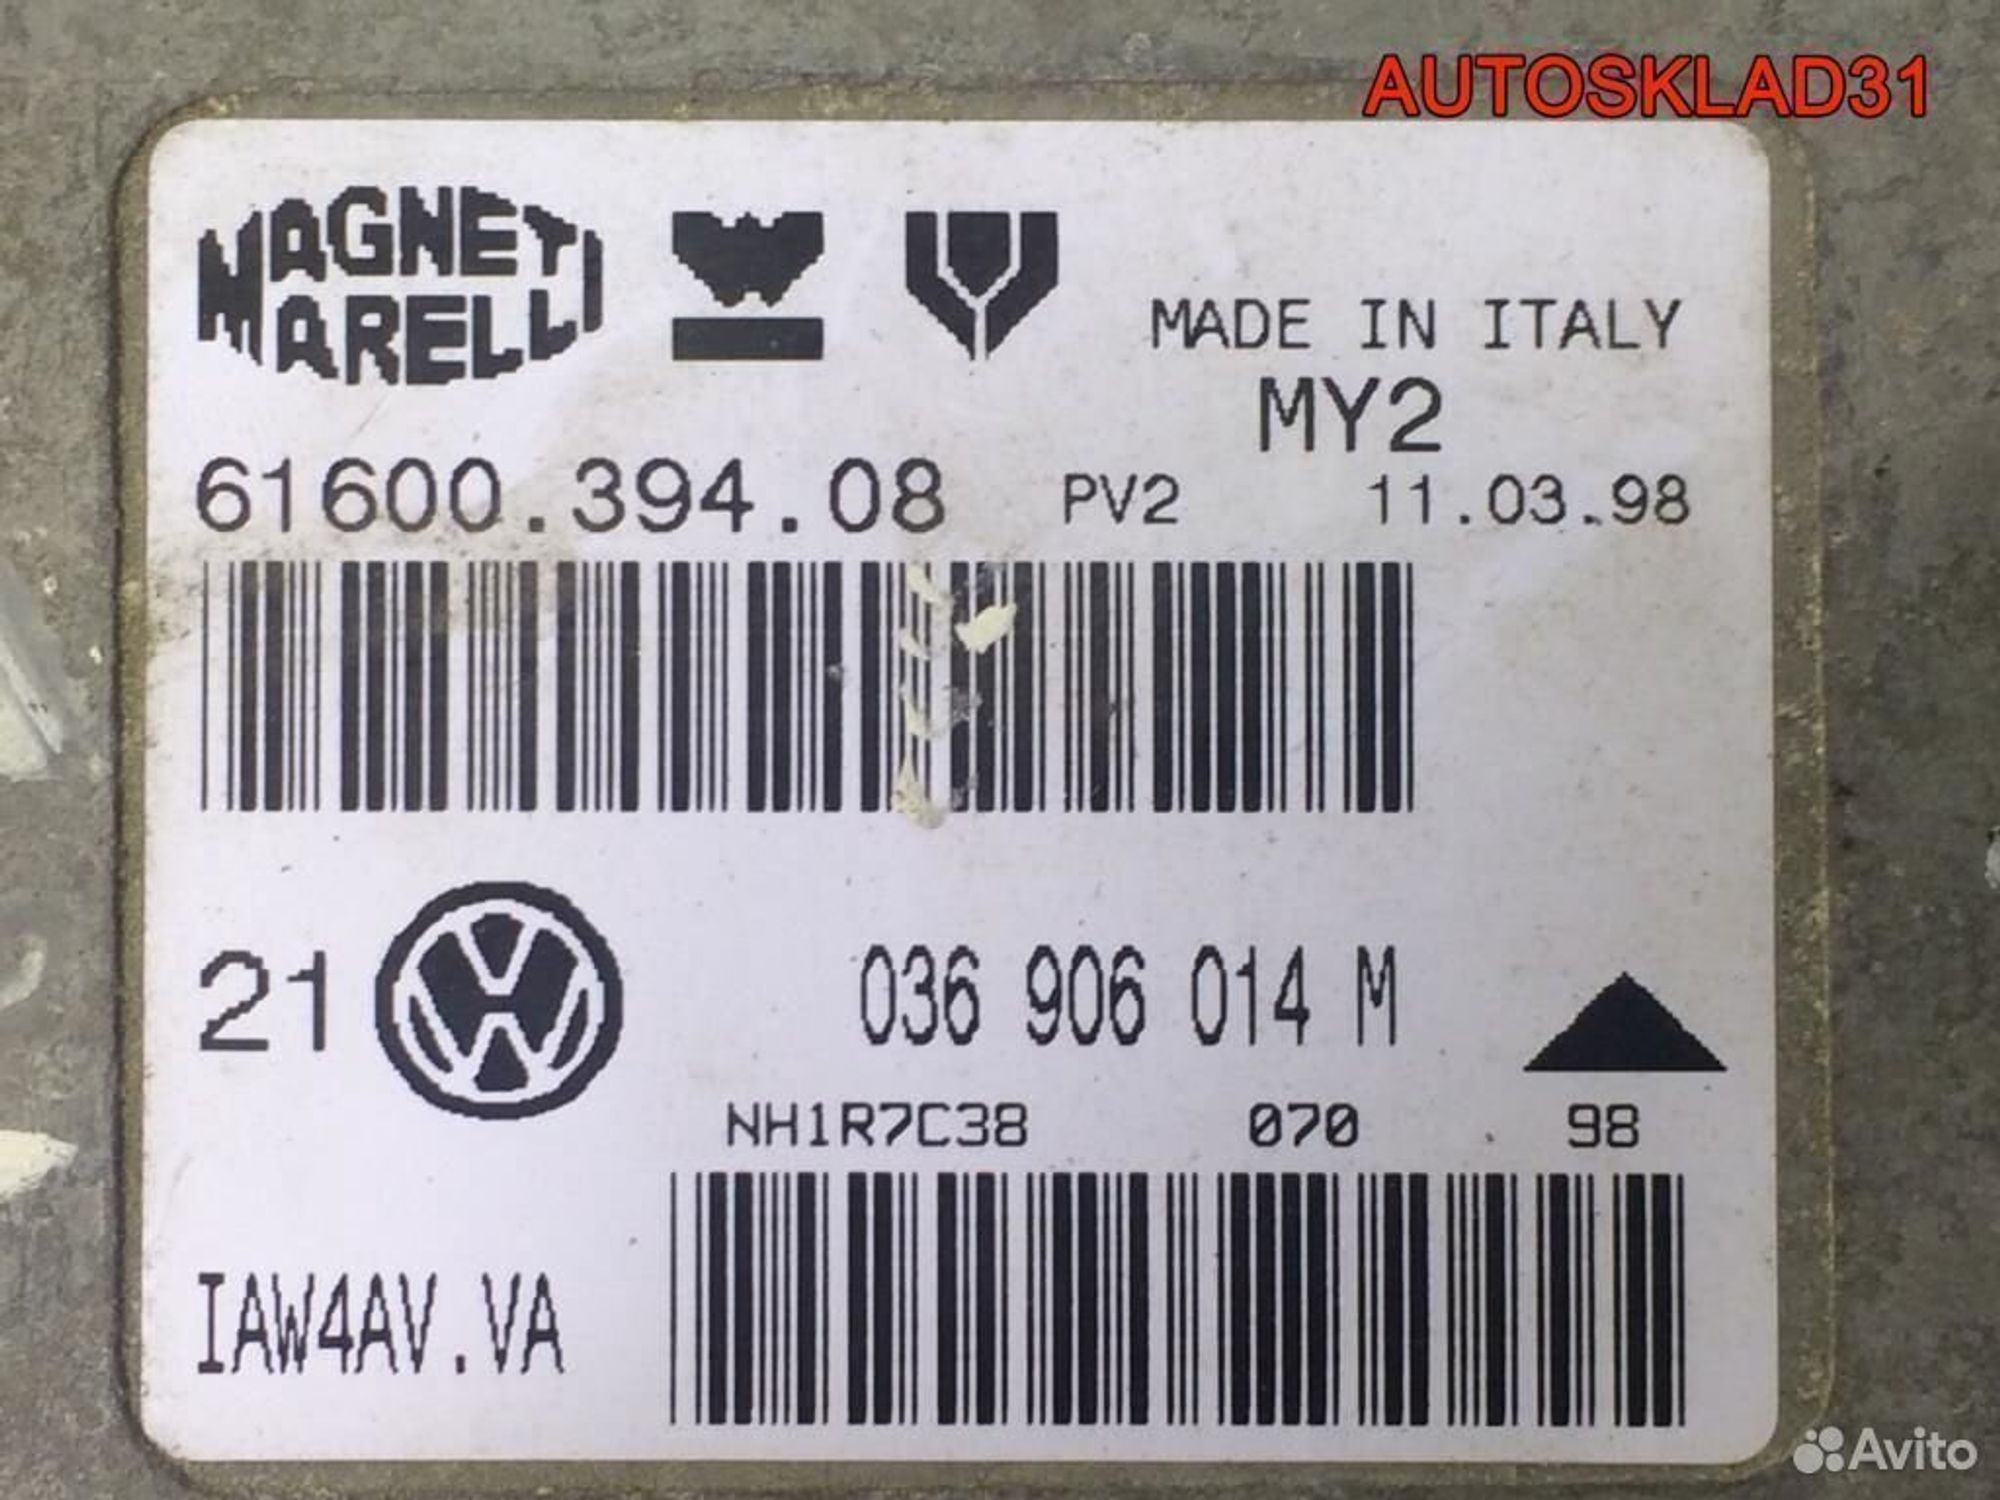 AUTOSKLAD31
MAGNETI
MARELLI
MADE IN ITALY
MY2
61600.394.08 PV2 11.03.98
21 036 906 014 M
NH1R7C38 070 98
IAW4AV.VA
Avito